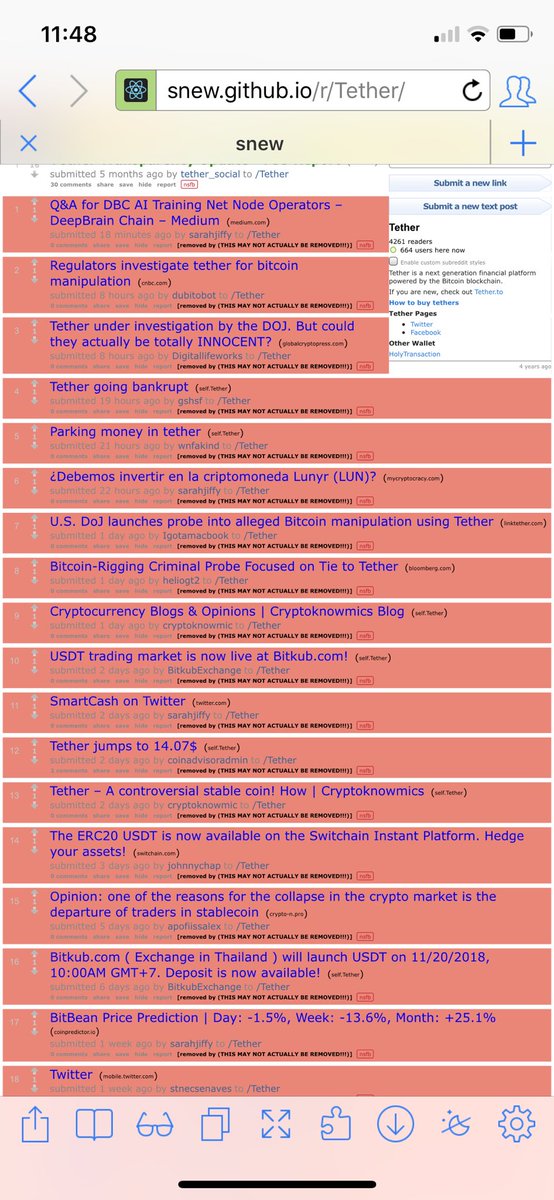 11:48
snew.github.io/r/Tether/
snew
submitted 5 months ago by tether_social to /Tether
30 comments share save hide report nsfb
Submit a new link
Submit a new text post
Tether
4261 readers
664 users here now
Enable custom subreddit styles
Tether is a next generation financial platform
powered by the Bitcoin blockchain.
If you are new, check out Tether.to
How to buy tethers
Tether Pages
Twitter
Facebook
Other Wallet
HolyTransaction
4 years ago
1
1
Q&A for DBC AI Training Net Node Operators –
DeepBrain Chain – Medium (medium.com)
submitted 18 minutes ago by sarahjiffy to /Tether
0 comments share save hide report [removed by (THIS MAY NOT ACTUALLY BE REMOVED!!!)] nsfb
2
1
Regulators investigate tether for bitcoin
manipulation (cnbc.com)
submitted 8 hours ago by dubitobot to /Tether
0 comments share save hide report [removed by (THIS MAY NOT ACTUALLY BE REMOVED!!!)] nsfb
3
1
Tether under investigation by the DOJ. But could
they actually be totally INNOCENT? (globalcryptopress.com)
submitted 8 hours ago by Digitallifeworks to /Tether
0 comments share save hide report [removed by (THIS MAY NOT ACTUALLY BE REMOVED!!!)] nsfb
4
1
Tether going bankrupt (self.Tether)
submitted 19 hours ago by gshsf to /Tether
0 comments share save hide report [removed by (THIS MAY NOT ACTUALLY BE REMOVED!!!)] nsfb
5
1
Parking money in tether (self.Tether)
submitted 21 hours ago by wnfakind to /Tether
0 comments share save hide report [removed by (THIS MAY NOT ACTUALLY BE REMOVED!!!)] nsfb
6
1
¿Debemos invertir en la criptomoneda Lunyr (LUN)? (mycryptocracy.com)
submitted 22 hours ago by sarahjiffy to /Tether
0 comments share save hide report [removed by (THIS MAY NOT ACTUALLY BE REMOVED!!!)] nsfb
7
1
U.S. DoJ launches probe into alleged Bitcoin manipulation using Tether (linktether.com)
submitted 1 day ago by Igotamacbook to /Tether
0 comments share save hide report [removed by (THIS MAY NOT ACTUALLY BE REMOVED!!!)] nsfb
8
1
Bitcoin-Rigging Criminal Probe Focused on Tie to Tether (bloomberg.com)
submitted 1 day ago by heliogt2 to /Tether
0 comments share save hide report [removed by (THIS MAY NOT ACTUALLY BE REMOVED!!!)] nsfb
9
1
Cryptocurrency Blogs & Opinions | Cryptoknowmics Blog (self.Tether)
submitted 1 day ago by cryptoknowmic to /Tether
0 comments share save hide report [removed by (THIS MAY NOT ACTUALLY BE REMOVED!!!)] nsfb
10
1
USDT trading market is now live at Bitkub.com! (self.Tether)
submitted 2 days ago by BitkubExchange to /Tether
0 comments share save hide report [removed by (THIS MAY NOT ACTUALLY BE REMOVED!!!)] nsfb
11
1
SmartCash on Twitter (twitter.com)
submitted 2 days ago by sarahjiffy to /Tether
0 comments share save hide report [removed by (THIS MAY NOT ACTUALLY BE REMOVED!!!)] nsfb
12
1
Tether jumps to 14.07$ (self.Tether)
submitted 2 days ago by coinadvisoradmin to /Tether
comments share save hide report [removed by (THIS MAY NOT ACTUALLY BE REMOVED!!!)] nsfb
13
1
Tether – A controversial stable coin! How | Cryptoknowmics (self.Tether)
submitted 2 days ago by cryptoknowmic to /Tether
0 comments share save hide report [removed by (THIS MAY NOT ACTUALLY BE REMOVED!!!)] nsfb
14
1
The ERC20 USDT is now available on the Switchain Instant Platform. Hedge
your assets! (switchain.com)
submitted 3 days ago by johnnychap to /Tether
0 comments share save hide report [removed by (THIS MAY NOT ACTUALLY BE REMOVED!!!)] nsfb
15
1
Opinion: one of the reasons for the collapse in the crypto market is the
departure of traders in stablecoin (crypto-n.pro)
submitted 5 days ago by apofiissalex to /Tether
0 comments share save hide report [removed by (THIS MAY NOT ACTUALLY BE REMOVED!!!)] nsfb
16
1
Bitkub.com ( Exchange in Thailand ) will launch USDT on 11/20/2018,
10:00AM GMT+7. Deposit is now available! (self.Tether)
submitted 6 days ago by BitkubExchange to /Tether
0 comments share save hide report [removed by (THIS MAY NOT ACTUALLY BE REMOVED!!!)] nsfb
17
1
BitBean Price Prediction | Day: -1.5%, Week: -13.6%, Month: +25.1%
(coinpredictor.io)
submitted 1 week ago by sarahjiffy to /Tether
0 comments share save hide report [removed by (THIS MAY NOT ACTUALLY BE REMOVED!!!)] nsfb
18
1
Twitter (mobile.twitter.com)
submitted 1 week ago by stnecsenaves to /Tether